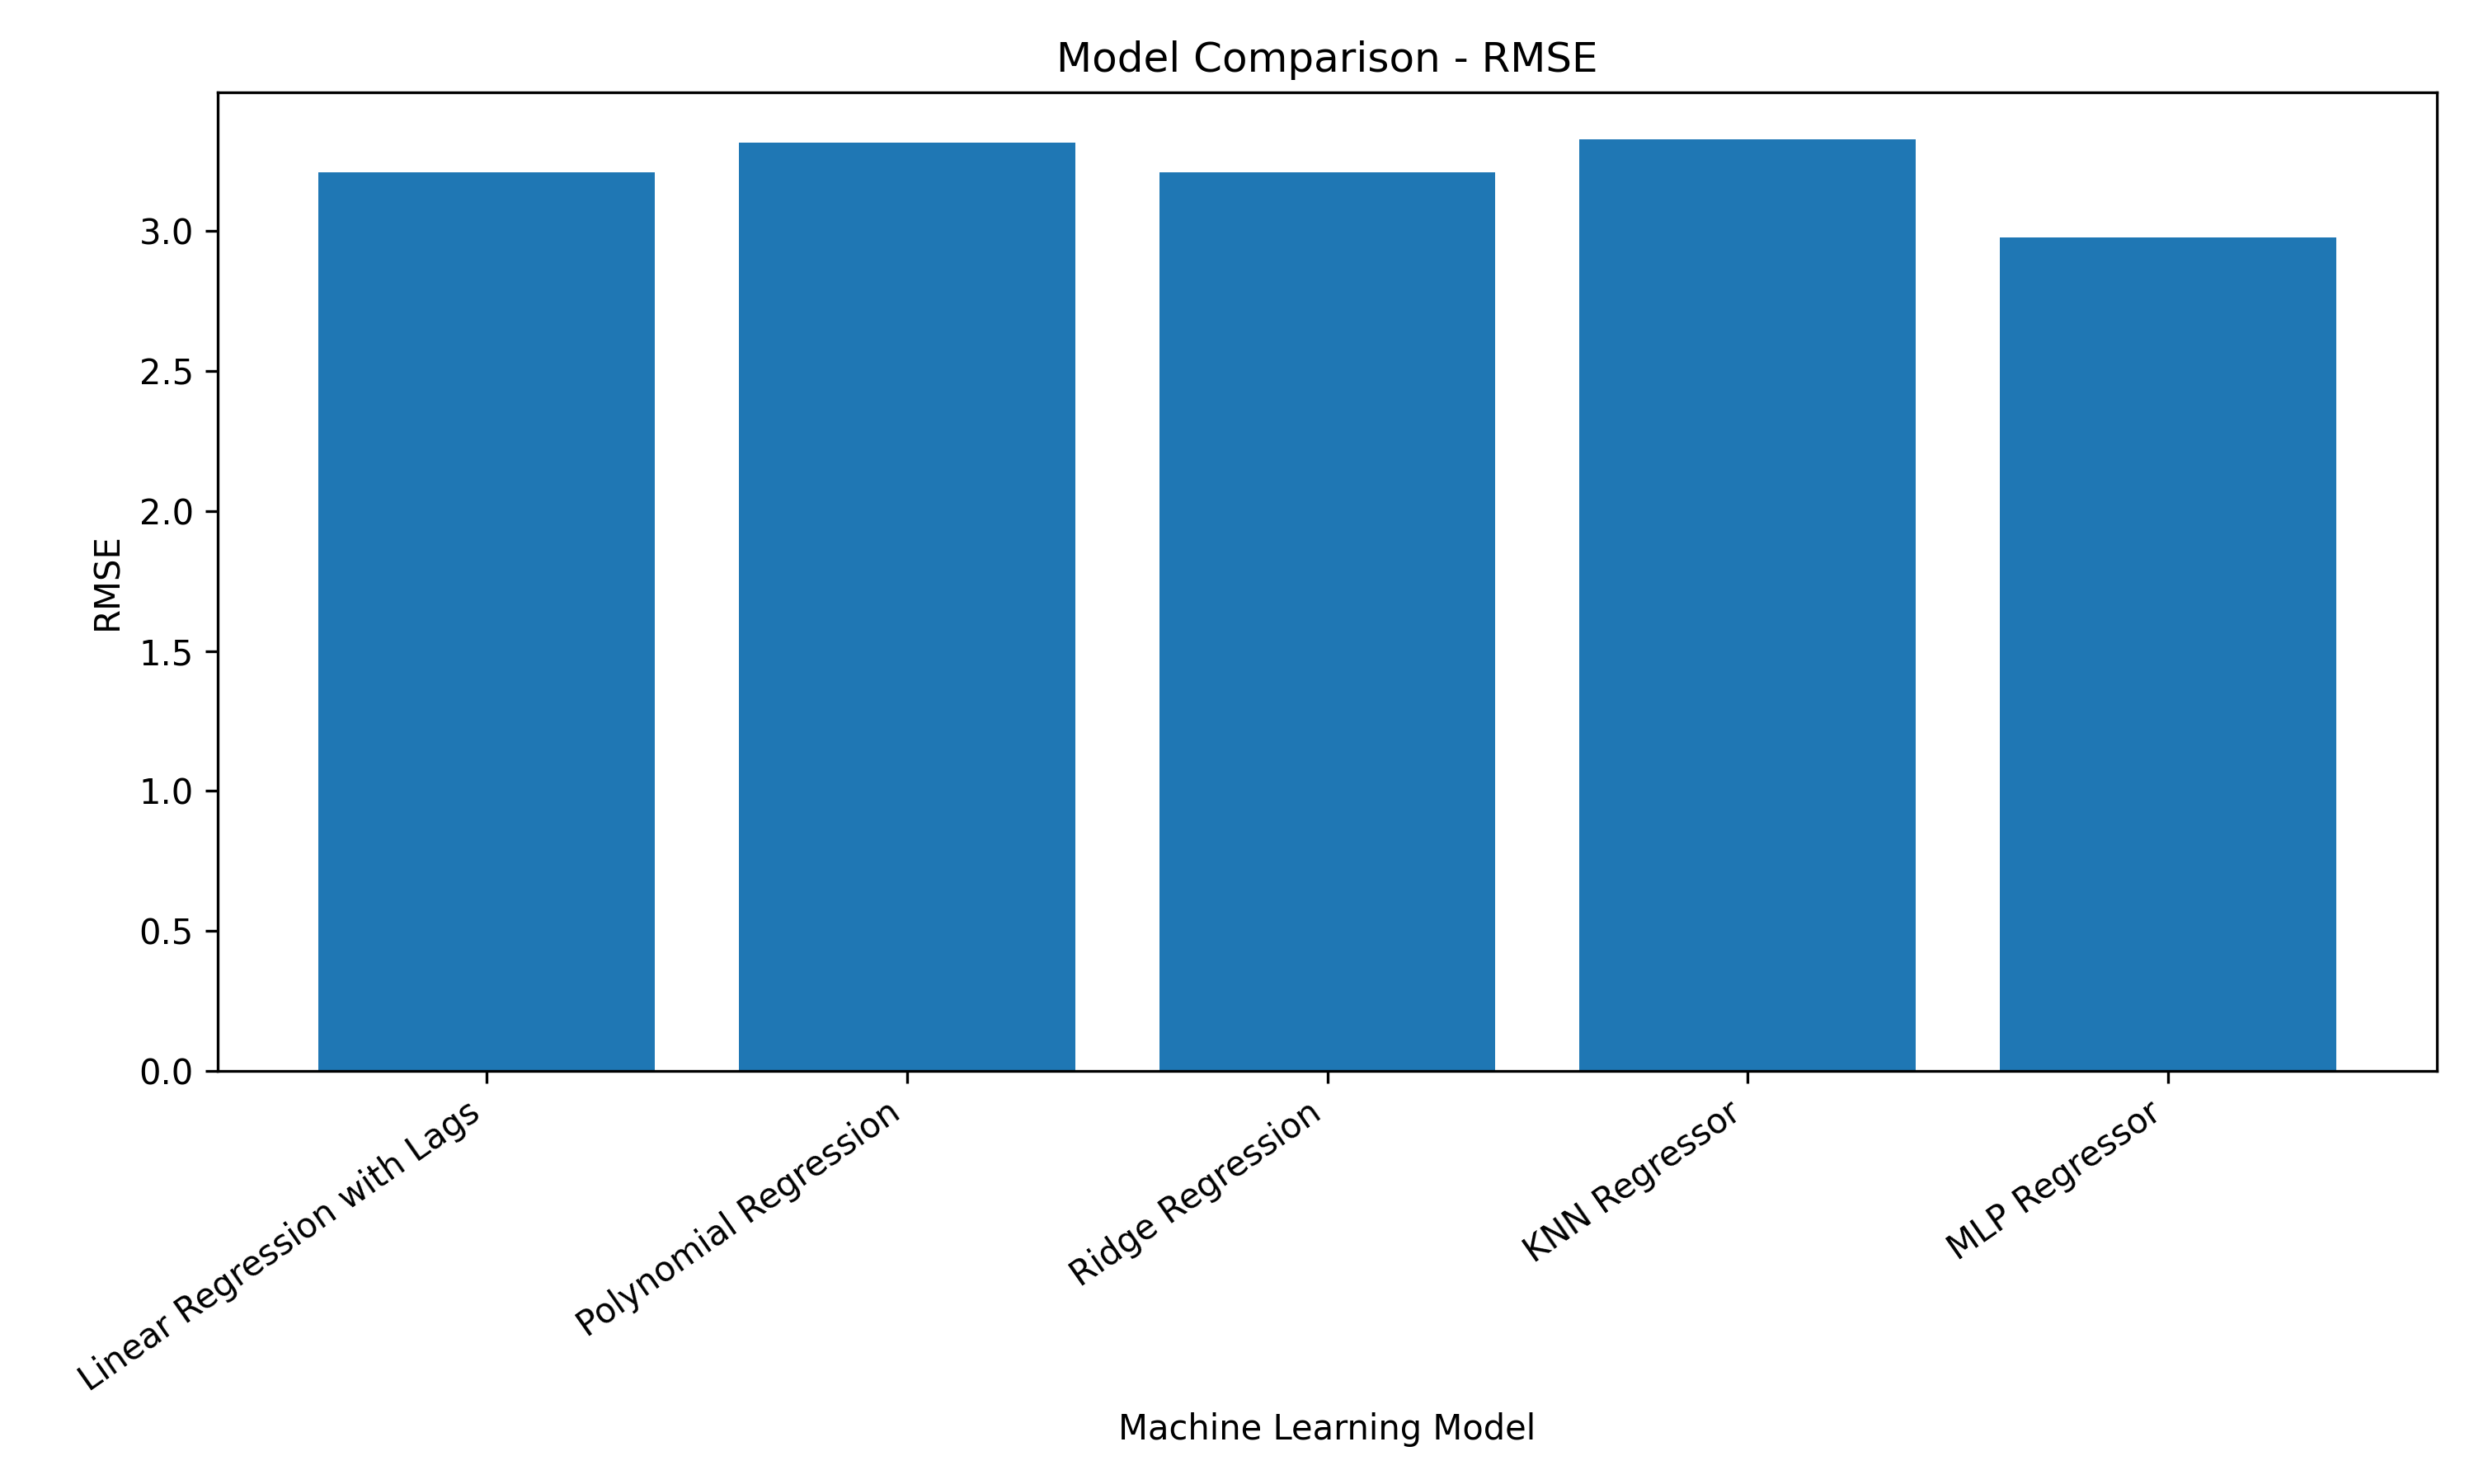 Model Comparison - RMSE
RMSE
3.0
2.5
2.0
1.5
1.0
0.5
0.0
Linear Regression with Lags
Polynomial Regression
Ridge Regression
KNN Regressor
MLP Regressor
Machine Learning Model